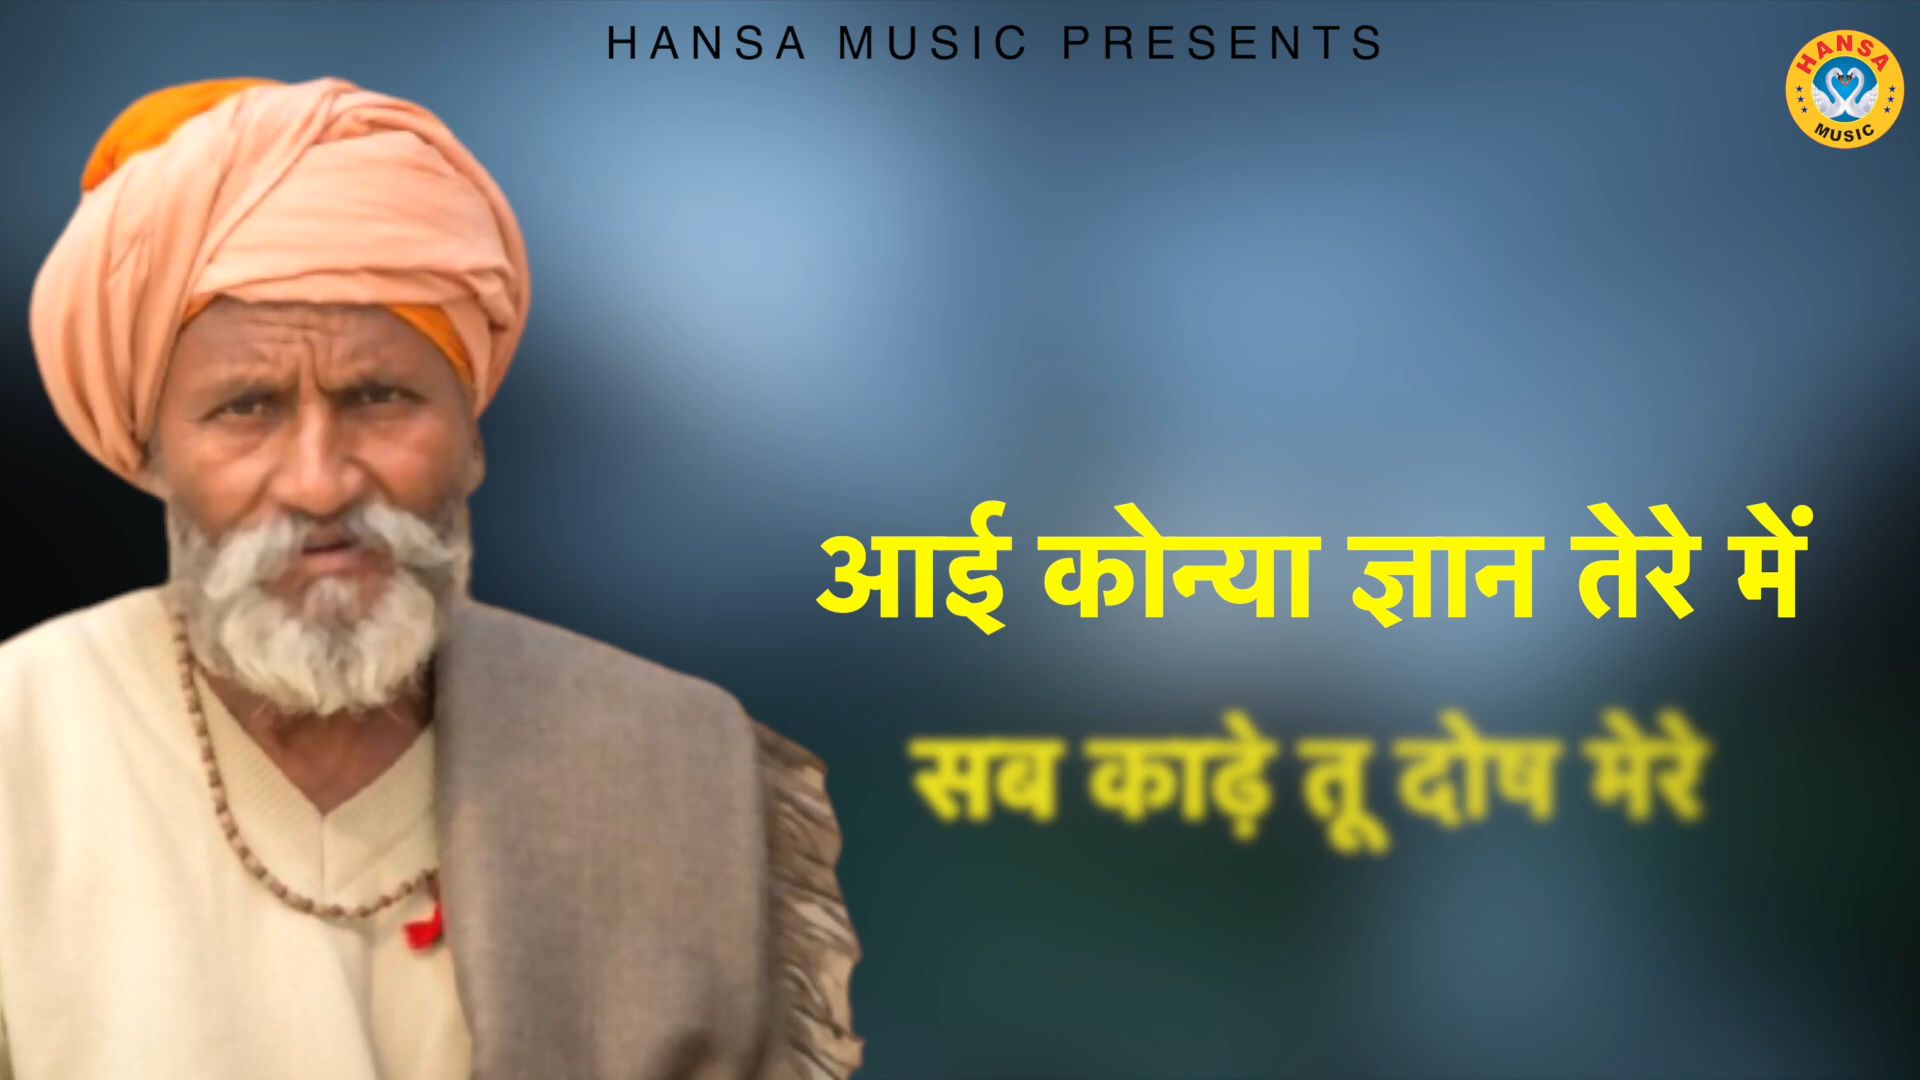 HANSA MUSIC PRESENTS
HANSA
MUSIC
आई कोन्या ज्ञान तेरे में
सब काढ़े तू दोष मेरे